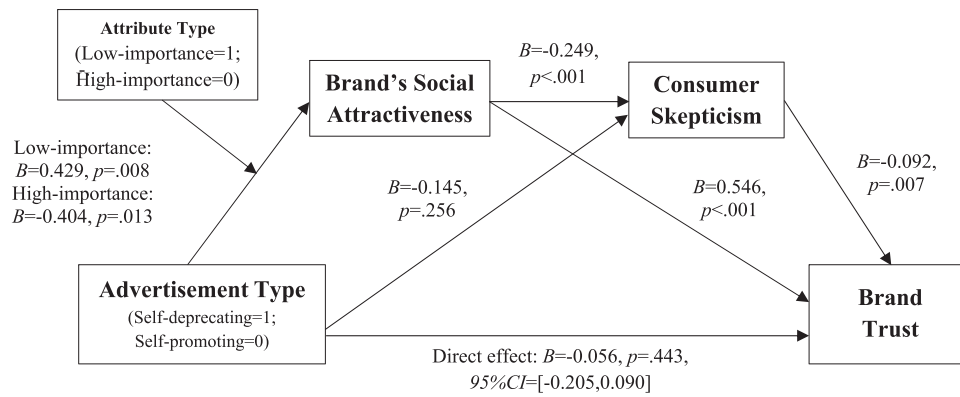 Attribute Type
(Low-importance=1;
High-importance=0)
B=-0.249,
p<.001
Brand's Social
Attractiveness
Consumer
Skepticism
Low-importance:
B=0.429, p=.008
High-importance:
B=-0.404, p=.013
B=-0.145,
p=.256
B=0.546,
p<.001
B=-0.092,
p=.007
Advertisement Type
(Self-deprecating=1;
Self-promoting=0)
Brand
Trust
Direct effect: B=-0.056, p=.443,
95%CI=[-0.205,0.090]